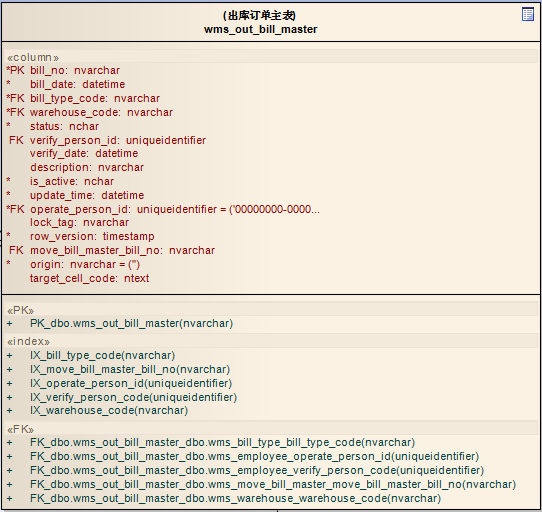 (出库订单主表)
wms_out_bill_master
«column»
*PK bill_no: nvarchar
* bill_date: datetime
*FK bill_type_code: nvarchar
*FK warehouse_code: nvarchar
* status: nchar
FK verify_person_id: uniqueidentifier
verify_date: datetime
description: nvarchar
* is_active: nchar
* update_time: datetime
*FK operate_person_id: uniqueidentifier = ('00000000-0000...
lock_tag: nvarchar
* row_version: timestamp
FK move_bill_master_bill_no: nvarchar
* origin: nvarchar = ('')
target_cell_code: ntext
«PK»
+ PK_dbo.wms_out_bill_master(nvarchar)
«index»
+ IX_bill_type_code(nvarchar)
+ IX_move_bill_master_bill_no(nvarchar)
+ IX_operate_person_id(uniqueidentifier)
+ IX_verify_person_code(uniqueidentifier)
+ IX_warehouse_code(nvarchar)
«FK»
+ FK_dbo.wms_out_bill_master_dbo.wms_bill_type_bill_type_code(nvarchar)
+ FK_dbo.wms_out_bill_master_dbo.wms_employee_operate_person_id(uniqueidentifier)
+ FK_dbo.wms_out_bill_master_dbo.wms_employee_verify_person_code(uniqueidentifier)
+ FK_dbo.wms_out_bill_master_dbo.wms_move_bill_master_move_bill_master_bill_no(nvarchar)
+ FK_dbo.wms_out_bill_master_dbo.wms_warehouse_warehouse_code(nvarchar)